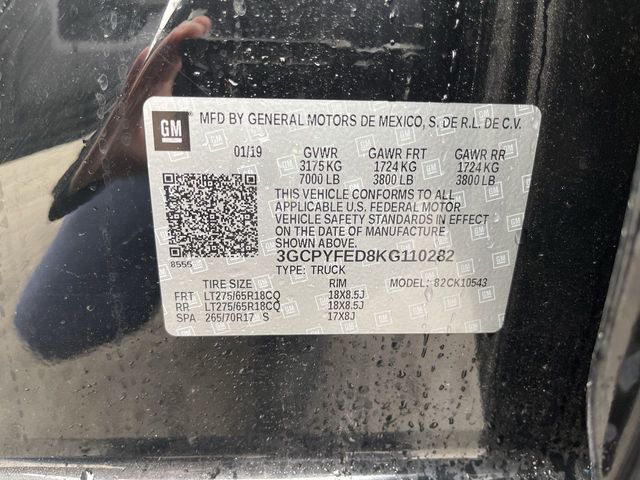 GM MFD BY GENERAL MOTORS DE MEXICO, S. DE R.L. DE C.V.
01/19 GVWR GAWR FRT GAWR RR
3175 KG 1724 KG 1724 KG
7000 LB 3800 LB 3800 LB
THIS VEHICLE CONFORMS TO ALL
APPLICABLE U.S. FEDERAL MOTOR
VEHICLE SAFETY STANDARDS IN EFFECT
ON THE DATE OF MANUFACTURE
SHOWN ABOVE.
8555
3GCPYFED8KG110282
TYPE: TRUCK
TIRE SIZE RIM MODEL: 82CK10543
FRT LT275/65R18CQ 18X8.5J
RR LT275/65R18CQ 18X8.5J
SPA 265/70R17 S 17X8J